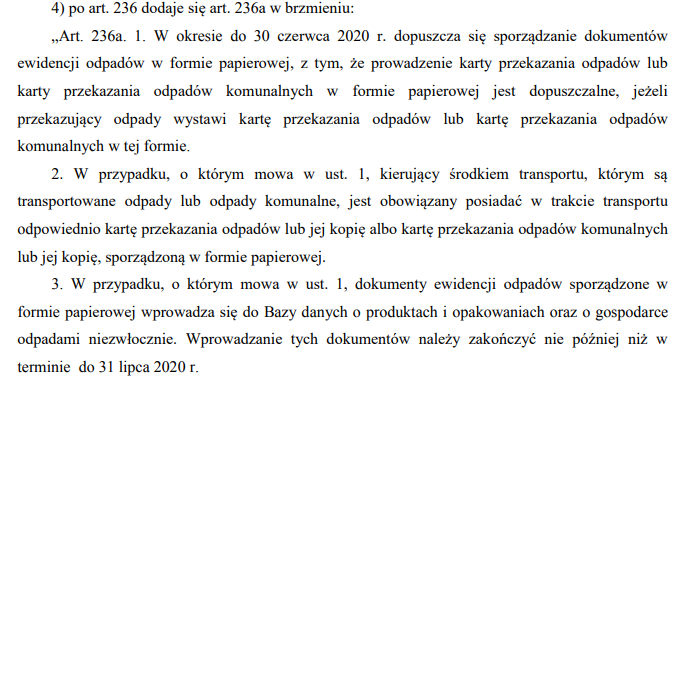 4) po art. 236 dodaje się art. 236a w brzmieniu:
„Art. 236a. 1. W okresie do 30 czerwca 2020 r. dopuszcza się sporządzanie dokumentów
ewidencji odpadów w formie papierowej, z tym, że prowadzenie karty przekazania odpadów lub
karty przekazania odpadów komunalnych w formie papierowej jest dopuszczalne, jeżeli
przekazujący odpady wystawi kartę przekazania odpadów lub kartę przekazania odpadów
komunalnych w tej formie.
2. W przypadku, o którym mowa w ust. 1, kierujący środkiem transportu, którym są
transportowane odpady lub odpady komunalne, jest obowiązany posiadać w trakcie transportu
odpowiednio kartę przekazania odpadów lub jej kopię albo kartę przekazania odpadów komunalnych
lub jej kopię, sporządzoną w formie papierowej.
3. W przypadku, o którym mowa w ust. 1, dokumenty ewidencji odpadów sporządzone w
formie papierowej wprowadza się do Bazy danych o produktach i opakowaniach oraz o gospodarce
odpadami niezwłocznie. Wprowadzanie tych dokumentów należy zakończyć nie później niż w
terminie do 31 lipca 2020 r.